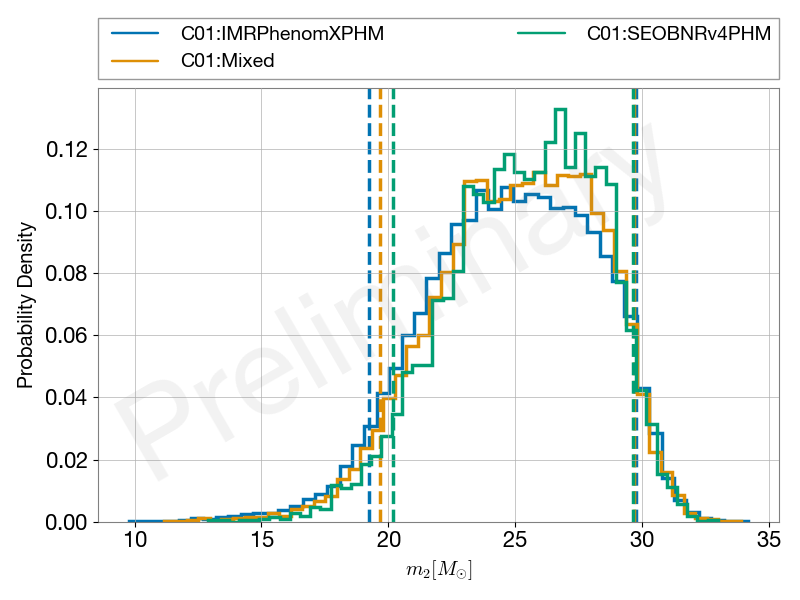 C01:IMRPhenomXPHM
C01:Mixed
C01:SEOBNRv4PHM
Probability Density
0.12
0.10
0.08
0.06
0.04
0.02
0.00
Preliminary
10 15 20 25 30 35
m₂[M☉]